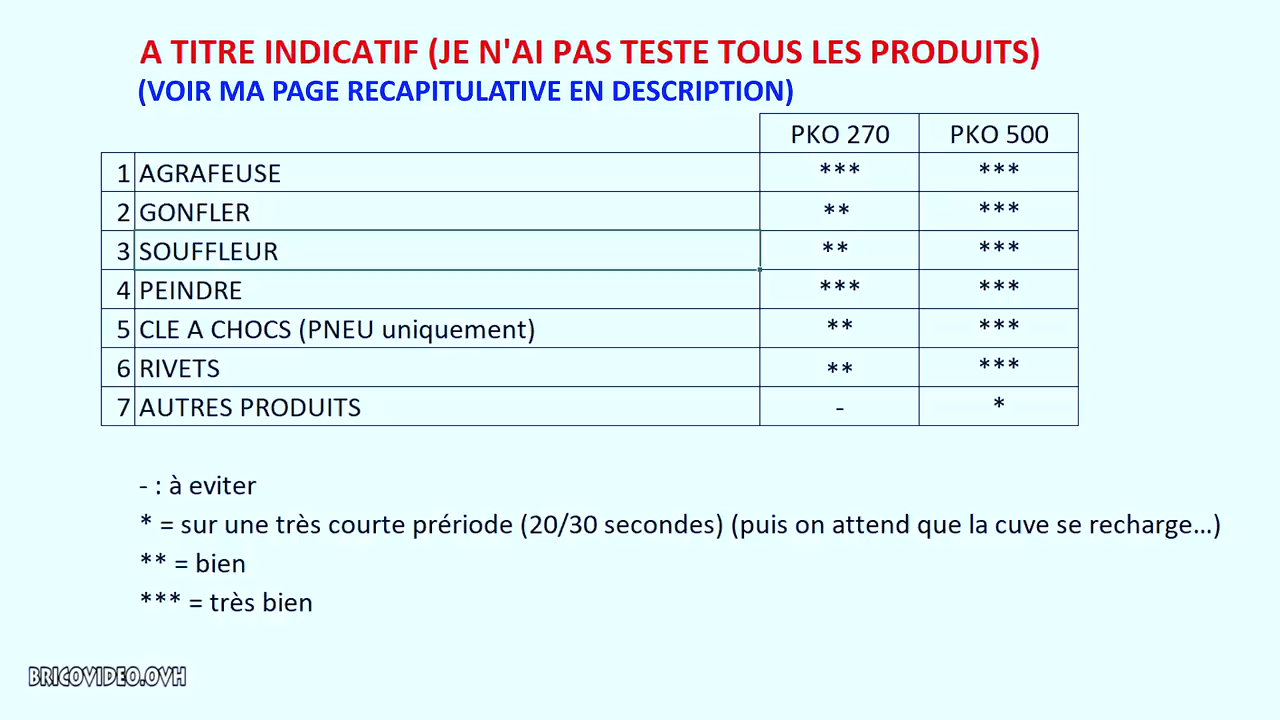 A TITRE INDICATIF (JE N'AI PAS TESTE TOUS LES PRODUITS)
(VOIR MA PAGE RECAPITULATIVE EN DESCRIPTION)
PKO 270 PKO 500
1 AGRAFEUSE *** ***
2 GONFLER ** ***
3 SOUFFLEUR ** ***
4 PEINDRE *** ***
5 CLE A CHOCS (PNEU uniquement) ** ***
6 RIVETS ** ***
7 AUTRES PRODUITS - *
- : à eviter
* = sur une très courte prériode (20/30 secondes) (puis on attend que la cuve se recharge...)
** = bien
*** = très bien
BRICOVIDEO.OVH